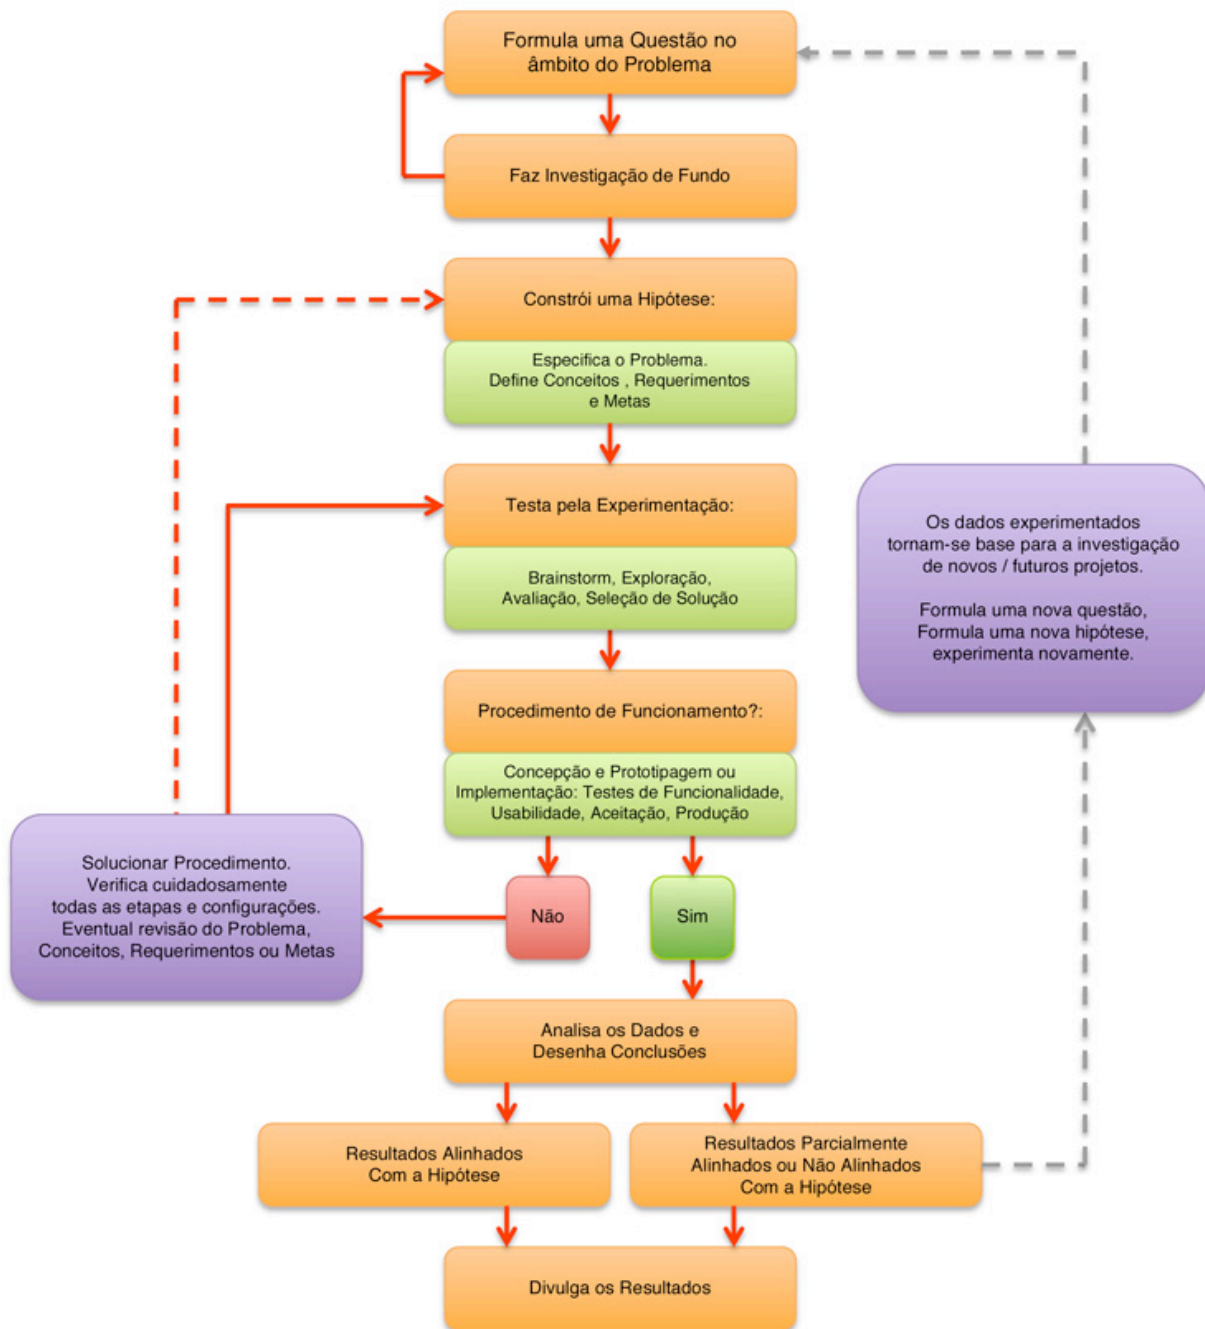 Formula uma Questão no
âmbito do Problema
Faz Investigação de Fundo
Constrói uma Hipótese:
Especifica o Problema.
Define Conceitos , Requerimentos
e Metas
Testa pela Experimentação:
Brainstorm, Exploração,
Avaliação, Seleção de Solução
Os dados experimentados
tornam-se base para a investigação
de novos / futuros projetos.
Formula uma nova questão,
Formula uma nova hipótese,
experimenta novamente.
Procedimento de Funcionamento?:
Concepção e Prototipagem ou
Implementação: Testes de Funcionalidade,
Usabilidade, Aceitação, Produção
Solucionar Procedimento.
Verifica cuidadosamente
todas as etapas e configurações.
Eventual revisão do Problema,
Conceitos, Requerimentos ou Metas
Não
Sim
Analisa os Dados e
Desenha Conclusões
Resultados Alinhados
Com a Hipótese
Resultados Parcialmente
Alinhados ou Não Alinhados
Com a Hipótese
Divulga os Resultados